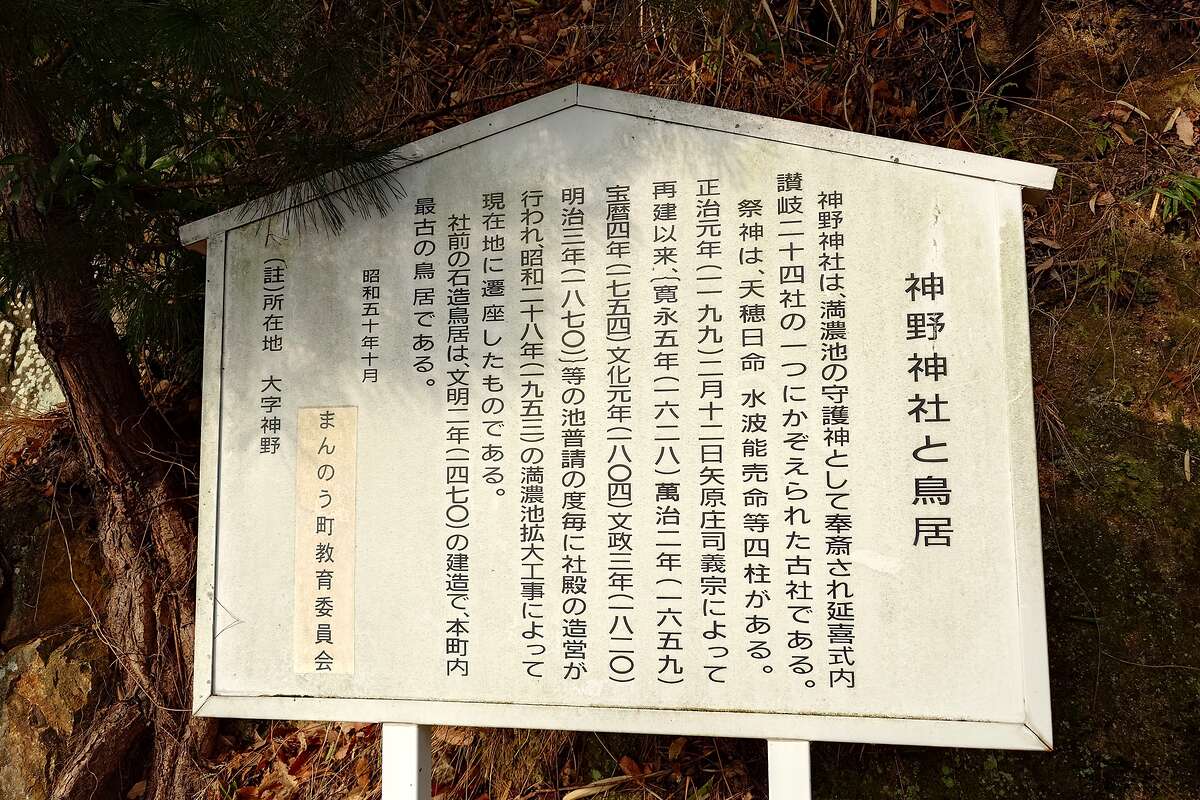 神野神社と鳥居
神野神社は、満濃池の守護神として奉斎され延喜式内
讃岐二十四社の一つにかぞえられた古社である。
祭神は、天穂日命 水波能売命等四柱がある。
正治元年(一一九九)二月十二日矢原庄司義宗によって
再建以来、(寛永五年(一六二八)萬治二年(一六五九)
宝暦四年(一七五四)文化元年(一八〇四)文政三年(一八二〇)
明治三年(一八七〇))等の池普請の度毎に社殿の造営が
行われ、昭和二十八年(一九五三)の満濃池拡大工事によって
現在地に遷座したものである。
社前の石造鳥居は、文明二年(一四七〇)の建造で、本町内
最古の鳥居である。
昭和五十年十月
まんのう町教育委員会
(註)所在地 大字神野